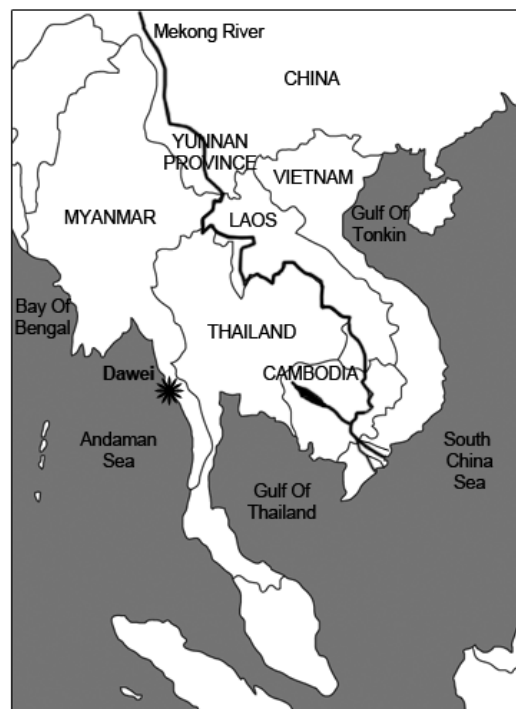 Mekong River
CHINA
YUNNAN
PROVINCE
VIETNAM
MYANMAR
LAOS
Gulf Of
Tonkin
Bay Of
Bengal
THAILAND
Dawei
CAMBODIA
Andaman
Sea
South
China
Sea
Gulf Of
Thailand